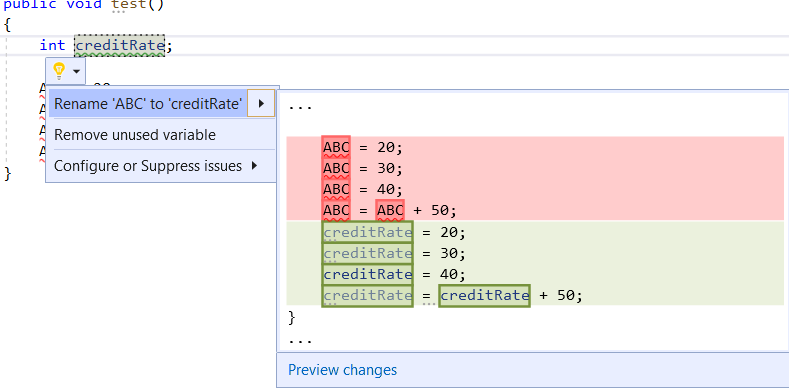 public void test()
{
int creditRate;
Rename 'ABC' to 'creditRate'
Remove unused variable
Configure or Suppress issues
}
...
ABC = 20;
ABC = 30;
ABC = 40;
ABC = ABC + 50;
creditRate = 20;
creditRate = 30;
creditRate = 40;
creditRate = creditRate + 50;
}
...
Preview changes